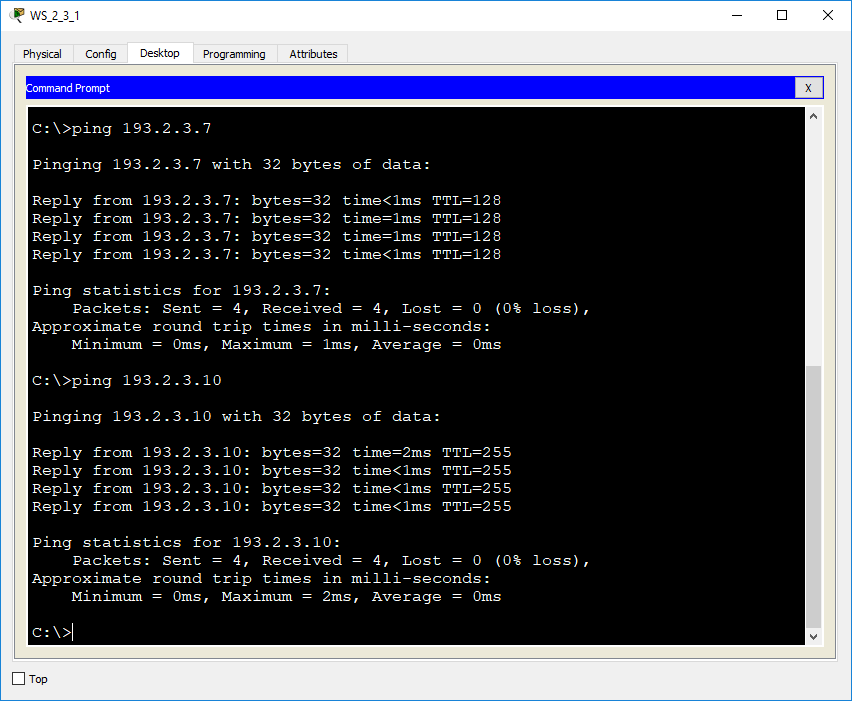 WS_2_3_1
Physical Config Desktop Programming Attributes
Command Prompt X
C:\>ping 193.2.3.7
Pinging 193.2.3.7 with 32 bytes of data:
Reply from 193.2.3.7: bytes=32 time<1ms TTL=128
Reply from 193.2.3.7: bytes=32 time=1ms TTL=128
Reply from 193.2.3.7: bytes=32 time=1ms TTL=128
Reply from 193.2.3.7: bytes=32 time<1ms TTL=128
Ping statistics for 193.2.3.7:
    Packets: Sent = 4, Received = 4, Lost = 0 (0% loss),
Approximate round trip times in milli-seconds:
    Minimum = 0ms, Maximum = 1ms, Average = 0ms
C:\>ping 193.2.3.10
Pinging 193.2.3.10 with 32 bytes of data:
Reply from 193.2.3.10: bytes=32 time=2ms TTL=255
Reply from 193.2.3.10: bytes=32 time<1ms TTL=255
Reply from 193.2.3.10: bytes=32 time<1ms TTL=255
Reply from 193.2.3.10: bytes=32 time<1ms TTL=255
Ping statistics for 193.2.3.10:
    Packets: Sent = 4, Received = 4, Lost = 0 (0% loss),
Approximate round trip times in milli-seconds:
    Minimum = 0ms, Maximum = 2ms, Average = 0ms
C:\>
Top